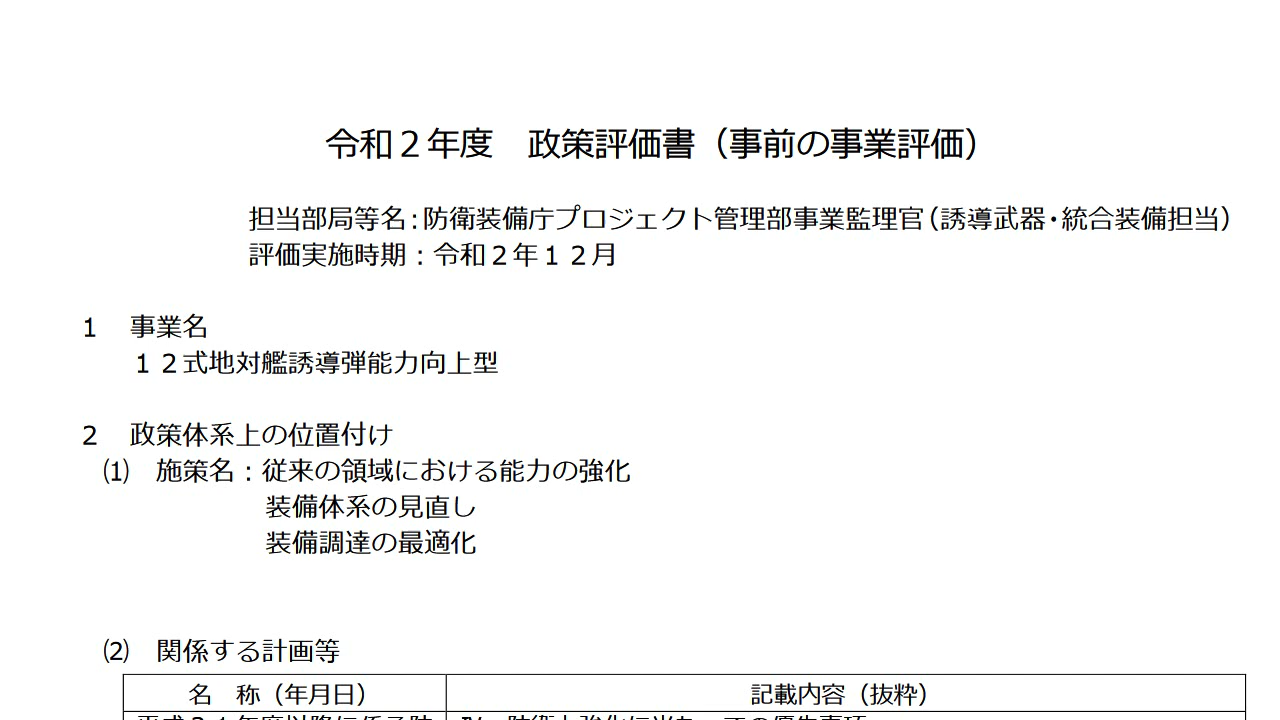 令和２年度　政策評価書（事前の事業評価）
担当部局等名：防衛装備庁プロジェクト管理部事業監理官（誘導武器・統合装備担当）
評価実施時期：令和２年１２月
１　事業名
１２式地対艦誘導弾能力向上型
２　政策体系上の位置付け
⑴　施策名：従来の領域における能力の強化
装備体系の見直し
装備調達の最適化
⑵　関係する計画等
名　称（年月日）　記載内容（抜粋）